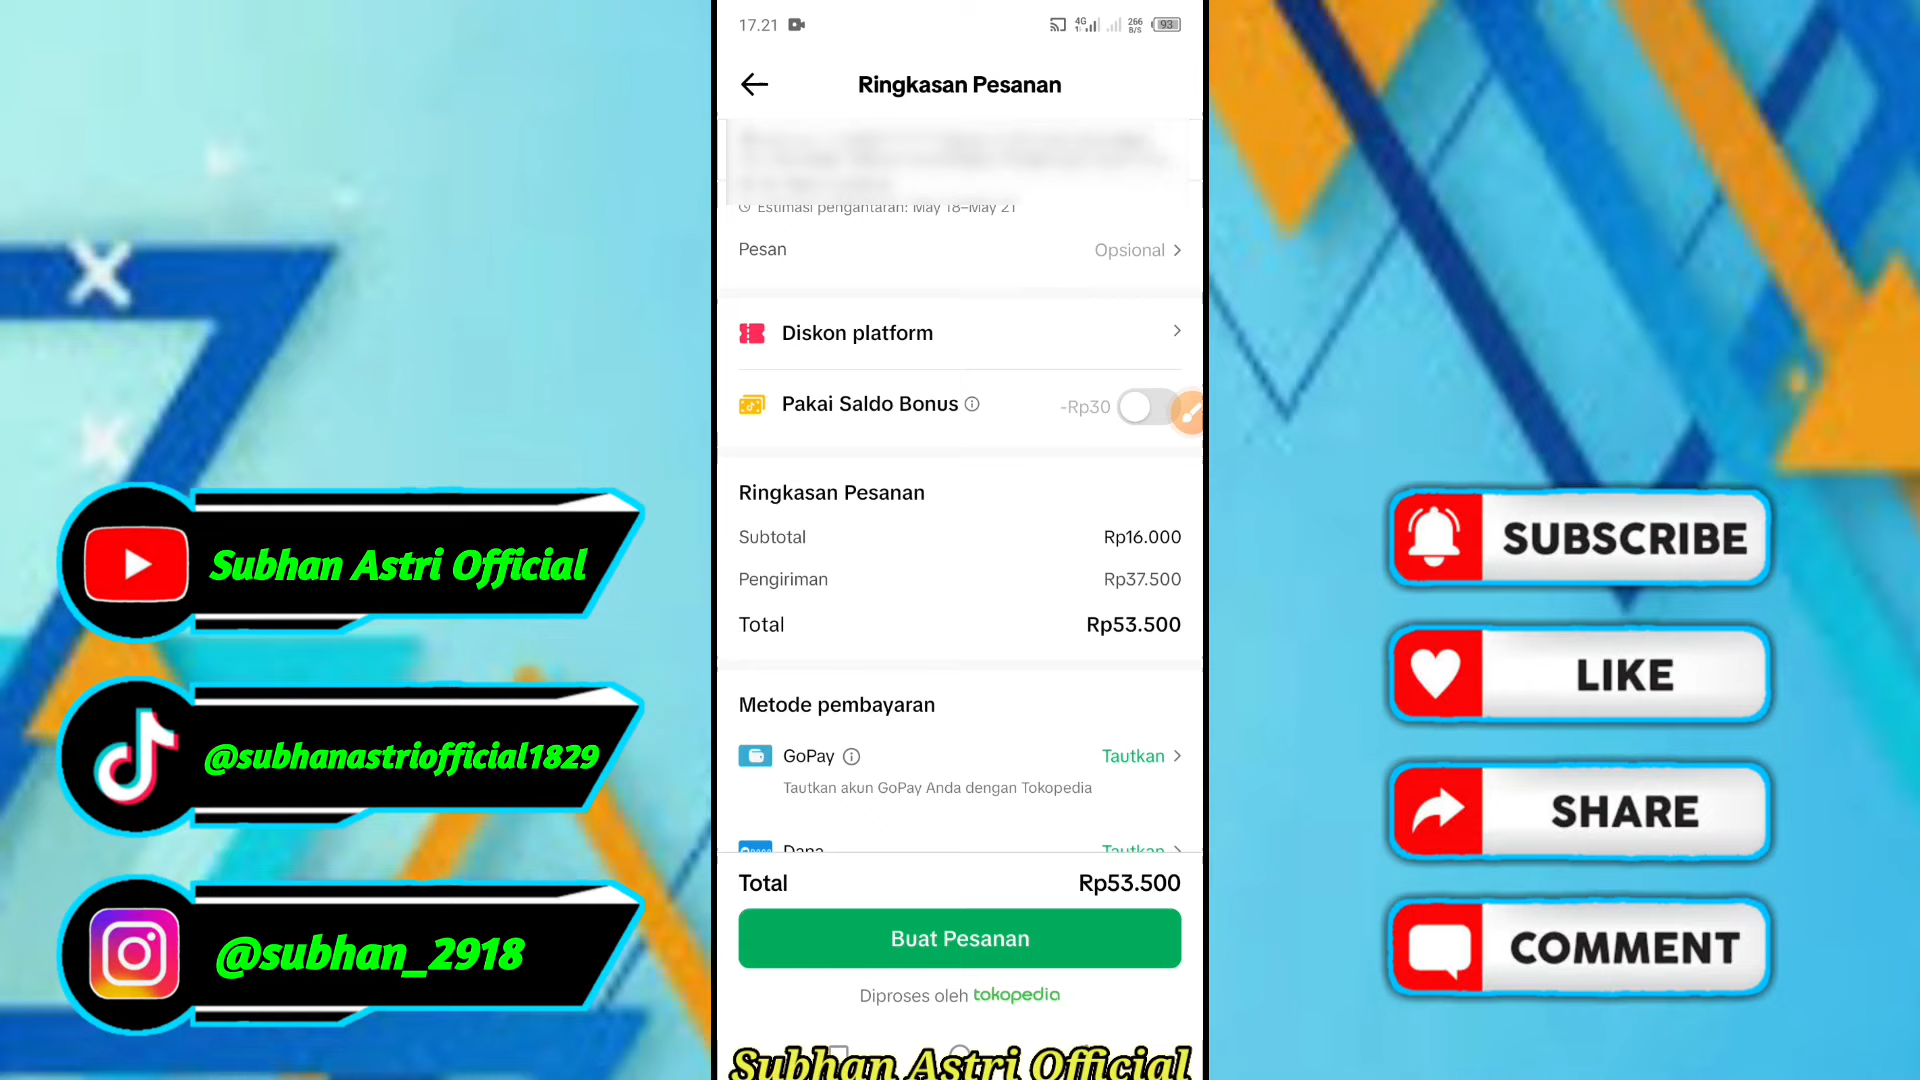 17.21
4G
266
B/S
93
Ringkasan Pesanan
Estimasi pengantaran: May 18–May 21
Pesan
Opsional
Diskon platform
Pakai Saldo Bonus
-Rp30
Ringkasan Pesanan
Subtotal
Rp16.000
Pengiriman
Rp37.500
Total
Rp53.500
Metode pembayaran
GoPay
Tautkan
Tautkan akun GoPay Anda dengan Tokopedia
Dana
Tautkan
Total
Rp53.500
Buat Pesanan
Diproses oleh tokopedia
Subhan Astri Official
Subhan Astri Official
@subhanastriofficial1829
@subhan_2918
SUBSCRIBE
LIKE
SHARE
COMMENT